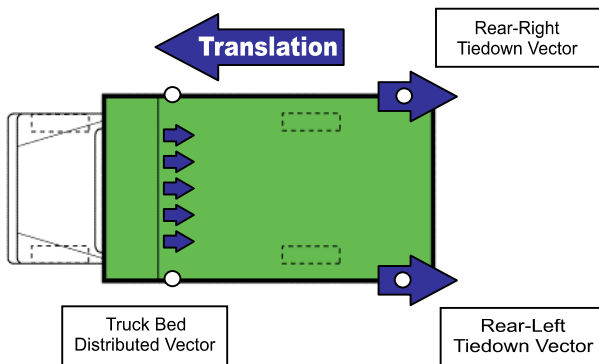 Translation
Rear-Right
Tiedown Vector
Truck Bed
Distributed Vector
Rear-Left
Tiedown Vector